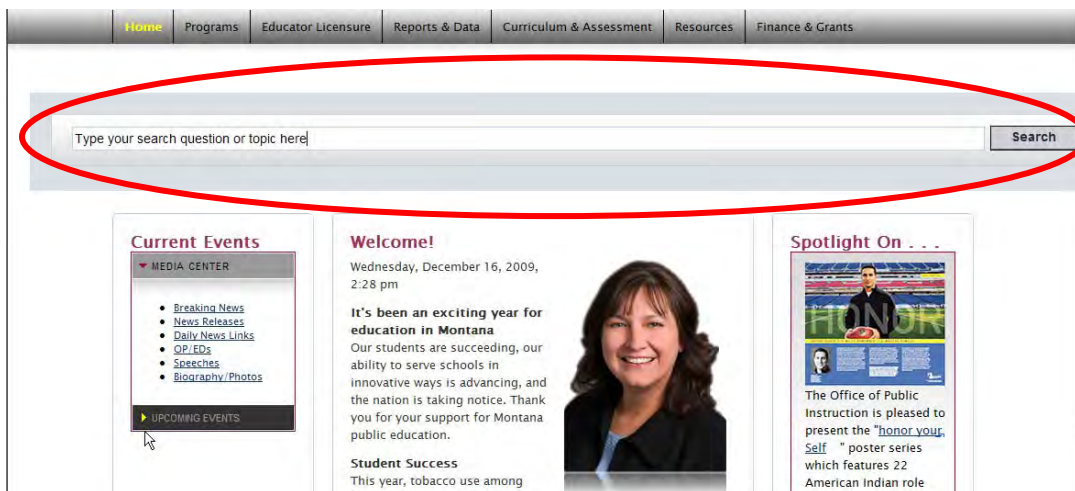 Home Programs Educator Licensure Reports & Data Curriculum & Assessment Resources Finance & Grants
Type your search question or topic here
Search
Current Events
MEDIA CENTER
Breaking News
News Releases
Daily News Links
OP/EDs
Speeches
Biography/Photos
UPCOMING EVENTS
Welcome!
Wednesday, December 16, 2009,
2:28 pm
It's been an exciting year for
education in Montana
Our students are succeeding, our
ability to serve schools in
innovative ways is advancing, and
the nation is taking notice. Thank
you for your support for Montana
public education.
Student Success
This year, tobacco use among
Spotlight On . . .
HONOR
The Office of Public
Instruction is pleased to
present the "honor your
Self " poster series
which features 22
American Indian role